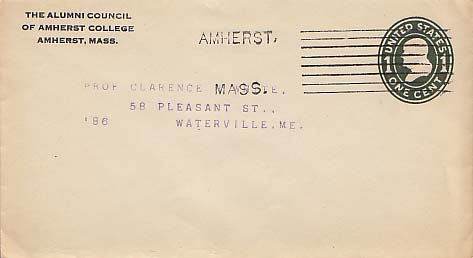 THE ALUMNI COUNCIL
OF AMHERST COLLEGE
AMHERST, MASS.
AMHERST,
MASS.
UNITED STATES
1 1
ONE CENT
PROF CLARENCE
58 PLEASANT ST.,
'86 WATERVILLE, ME.